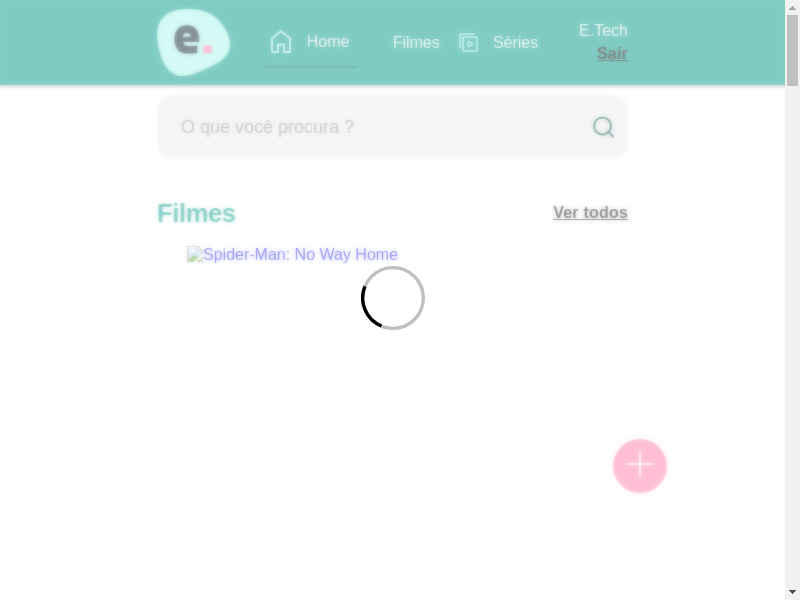 e.
Home
Filmes
Séries
E.Tech
Sair
O que você procura ?
Filmes
Ver todos
Spider-Man: No Way Home